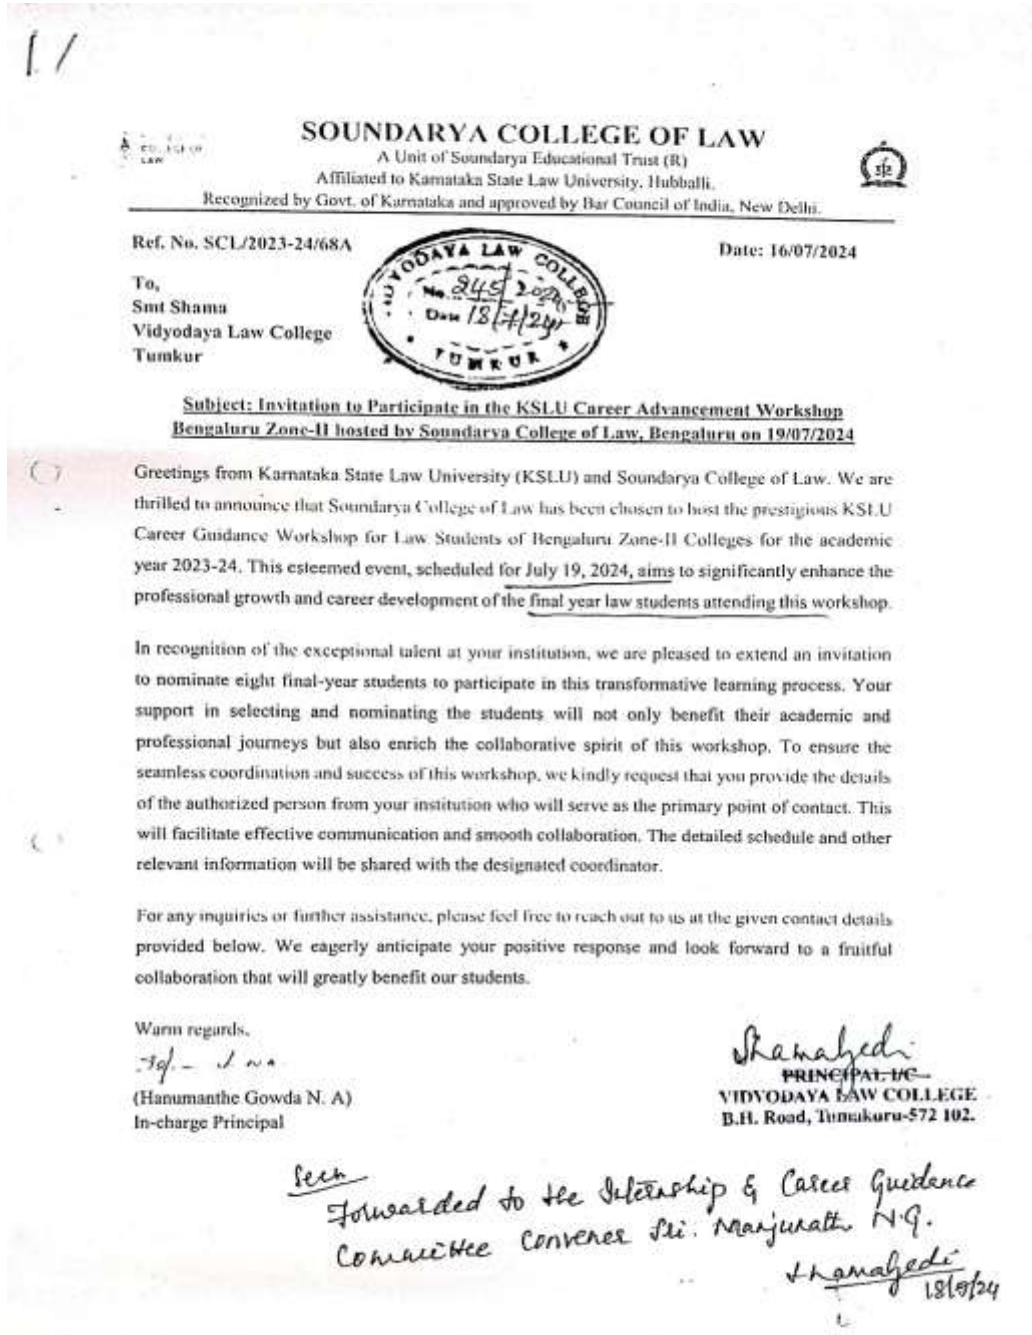 1. /
SOUNDARYA COLLEGE OF LAW
A Unit of Soundarya Educational Trust (R)
Affiliated to Karnataka State Law University, Hubballi.
Recognized by Govt. of Karnataka and approved by Bar Council of India, New Delhi.
COLLEGE OF
LAW
Ref. No. SCL/2023-24/68A
Date: 16/07/2024
To,
Smt Shama
Vidyodaya Law College
Tumkur
VIDYODAYA LAW COLLEGE
No. 245
Date 18/7/24
TUMKUR
Subject: Invitation to Participate in the KSLU Career Advancement Workshop
Bengaluru Zone-II hosted by Soundarya College of Law, Bengaluru on 19/07/2024
Greetings from Karnataka State Law University (KSLU) and Soundarya College of Law. We are
thrilled to announce that Soundarya College of Law has been chosen to host the prestigious KSLU
Career Guidance Workshop for Law Students of Bengaluru Zone-II Colleges for the academic
year 2023-24. This esteemed event, scheduled for July 19, 2024, aims to significantly enhance the
professional growth and career development of the final year law students attending this workshop.
In recognition of the exceptional talent at your institution, we are pleased to extend an invitation
to nominate eight final-year students to participate in this transformative learning process. Your
support in selecting and nominating the students will not only benefit their academic and
professional journeys but also enrich the collaborative spirit of this workshop. To ensure the
seamless coordination and success of this workshop, we kindly request that you provide the details
of the authorized person from your institution who will serve as the primary point of contact. This
will facilitate effective communication and smooth collaboration. The detailed schedule and other
relevant information will be shared with the designated coordinator.
For any inquiries or further assistance, please feel free to reach out to us at the given contact details
provided below. We eagerly anticipate your positive response and look forward to a fruitful
collaboration that will greatly benefit our students.
Warm regards,
(Hanumanthe Gowda N. A)
In-charge Principal
Shamahedi
PRINCIPAL I/C
VIDYODAYA LAW COLLEGE
B.H. Road, Tumakuru-572 102.
Seen
Forwarded to the Internship & Career Guidance
Committee Convener Sri. Manjunath N.G.
Shamahedi